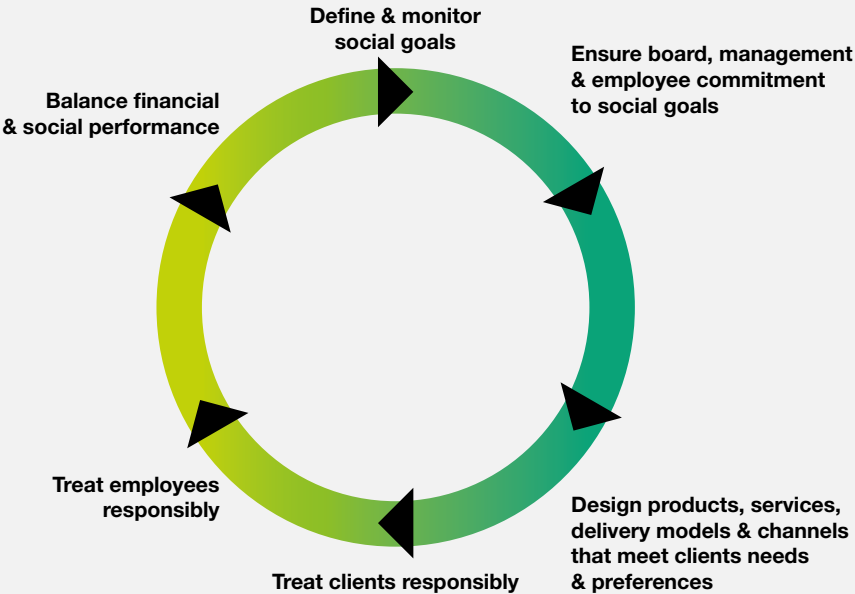 Define & monitor
social goals
Ensure board, management
& employee commitment
to social goals
Design products, services,
delivery models & channels
that meet clients needs
& preferences
Treat clients responsibly
Treat employees
responsibly
Balance financial
& social performance